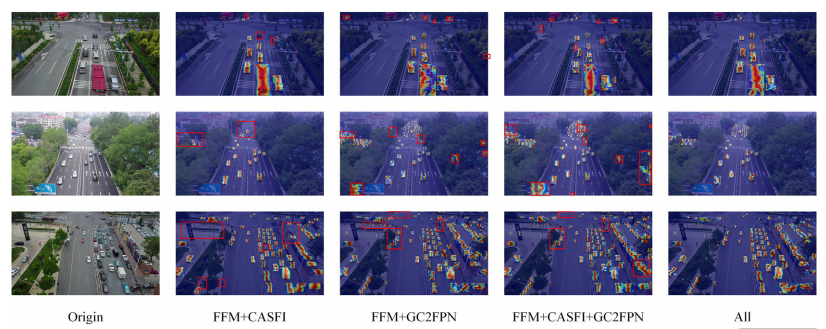 Origin
FFM+CASFI
FFM+GC2FPN
FFM+CASFI+GC2FPN
All